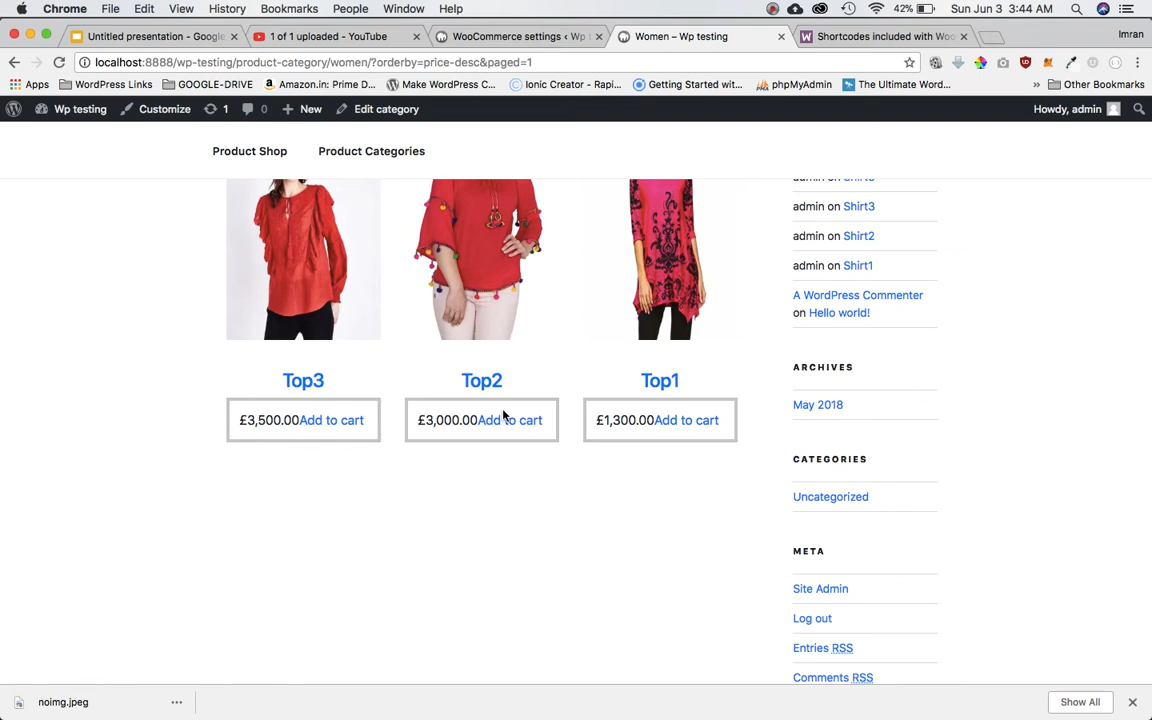 Chrome File Edit View History Bookmarks People Window Help 42% Sun Jun 3 3:44 AM
Untitled presentation - Google 1 of 1 uploaded - YouTube WooCommerce settings ‹ Wp t Women – Wp testing Shortcodes included with Woo Imran
localhost:8888/wp-testing/product-category/women/?orderby=price-desc&paged=1
Apps WordPress Links GOOGLE-DRIVE Amazon.in: Prime D... Make WordPress C... Ionic Creator - Rapi... Getting Started wit... phpMyAdmin The Ultimate Word... » Other Bookmarks
Wp testing Customize 1 0 New Edit category Howdy, admin
Product Shop Product Categories
admin on Shirt3
admin on Shirt2
admin on Shirt1
A WordPress Commenter
on Hello world!
Top3 Top2 Top1
£3,500.00Add to cart £3,000.00Add to cart £1,300.00Add to cart
ARCHIVES
May 2018
CATEGORIES
Uncategorized
META
Site Admin
Log out
Entries RSS
Comments RSS
noimg.jpeg Show All